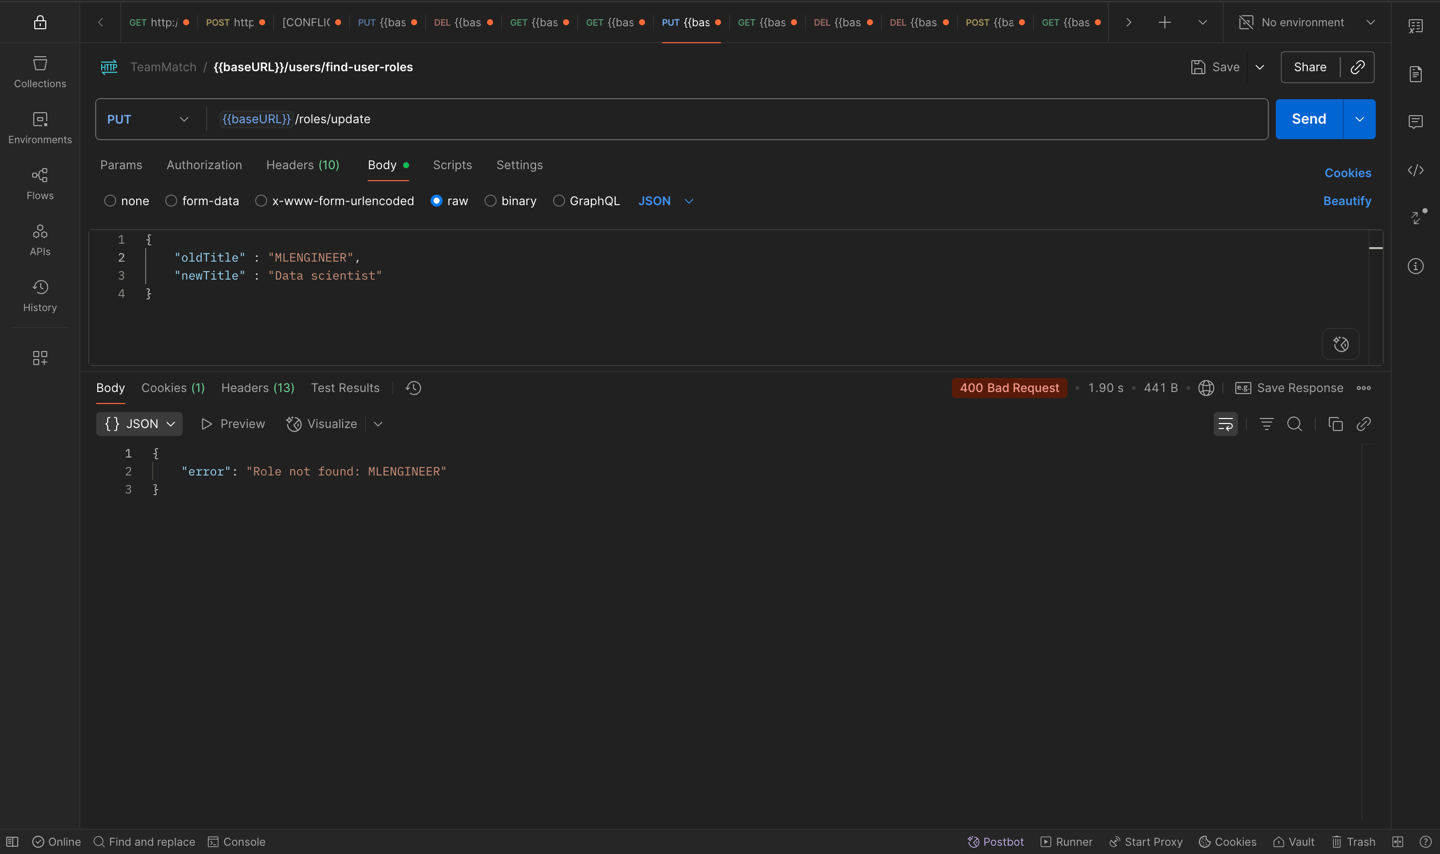 GET http:/ POST http [CONFLIC PUT {{bas DEL {{bas GET {{bas GET {{bas PUT {{bas GET {{bas DEL {{bas DEL {{bas POST {{ba GET {{bas No environment
HTTP TeamMatch / {{baseURL}}/users/find-user-roles Save Share
PUT {{baseURL}} /roles/update Send
Params Authorization Headers (10) Body Scripts Settings Cookies
none form-data x-www-form-urlencoded raw binary GraphQL JSON Beautify
1 {
2 "oldTitle" : "MLENGINEER",
3 "newTitle" : "Data scientist"
4 }
Collections
Environments
Flows
APIs
History
Body Cookies (1) Headers (13) Test Results 400 Bad Request • 1.90 s • 441 B • e.g. Save Response
{} JSON Preview Visualize
1 {
2 "error": "Role not found: MLENGINEER"
3 }
Online Find and replace Console Postbot Runner Start Proxy Cookies Vault Trash